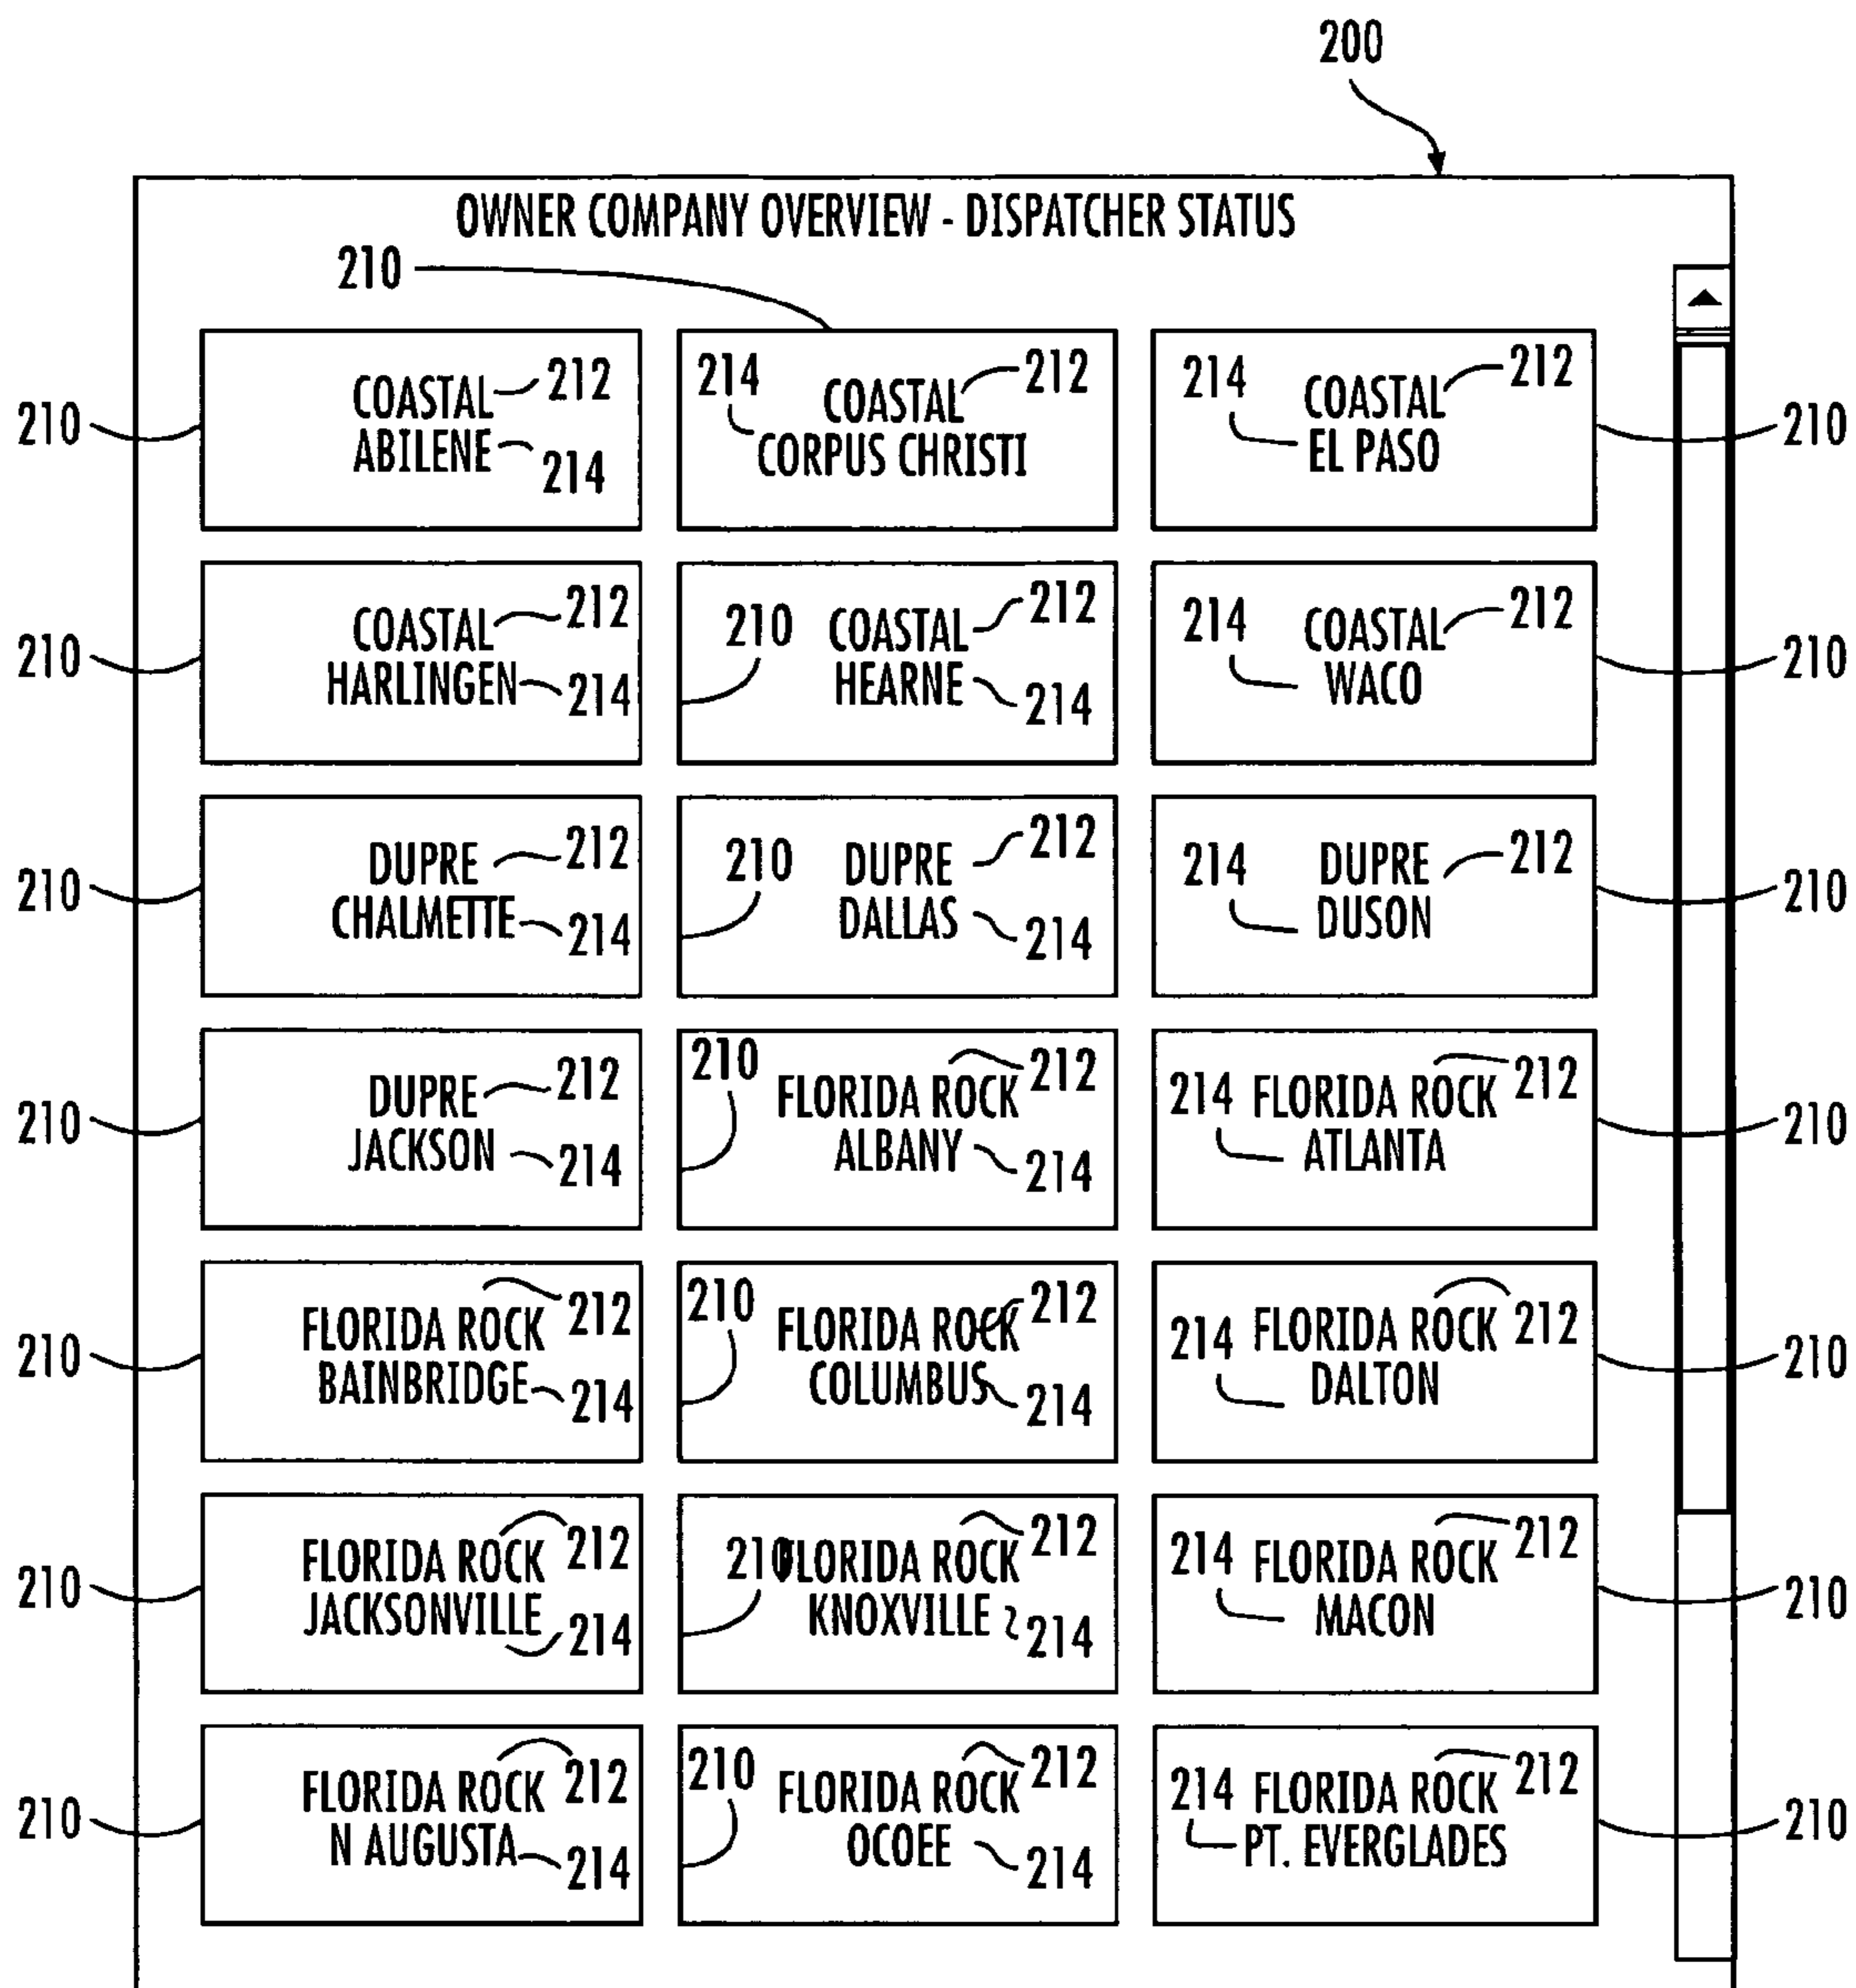 200
OWNER COMPANY OVERVIEW - DISPATCHER STATUS
210
210
COASTAL 212
ABILENE 214
214 COASTAL 212
CORPUS CHRISTI
214 COASTAL 212
EL PASO
210
210
COASTAL 212
HARLINGEN 214
210 COASTAL 212
HEARNE 214
214 COASTAL 212
WACO
210
210
DUPRE 212
CHALMETTE 214
210 DUPRE 212
DALLAS 214
214 DUPRE 212
DUSON
210
210
DUPRE 212
JACKSON 214
210 FLORIDA ROCK 212
ALBANY 214
214 FLORIDA ROCK 212
ATLANTA
210
210
FLORIDA ROCK 212
BAINBRIDGE 214
210 FLORIDA ROCK 212
COLUMBUS 214
214 FLORIDA ROCK 212
DALTON
210
210
FLORIDA ROCK 212
JACKSONVILLE 214
210 FLORIDA ROCK 212
KNOXVILLE 214
214 FLORIDA ROCK 212
MACON
210
210
FLORIDA ROCK 212
N AUGUSTA 214
210 FLORIDA ROCK 212
OCOEE 214
214 FLORIDA ROCK 212
PT. EVERGLADES
210